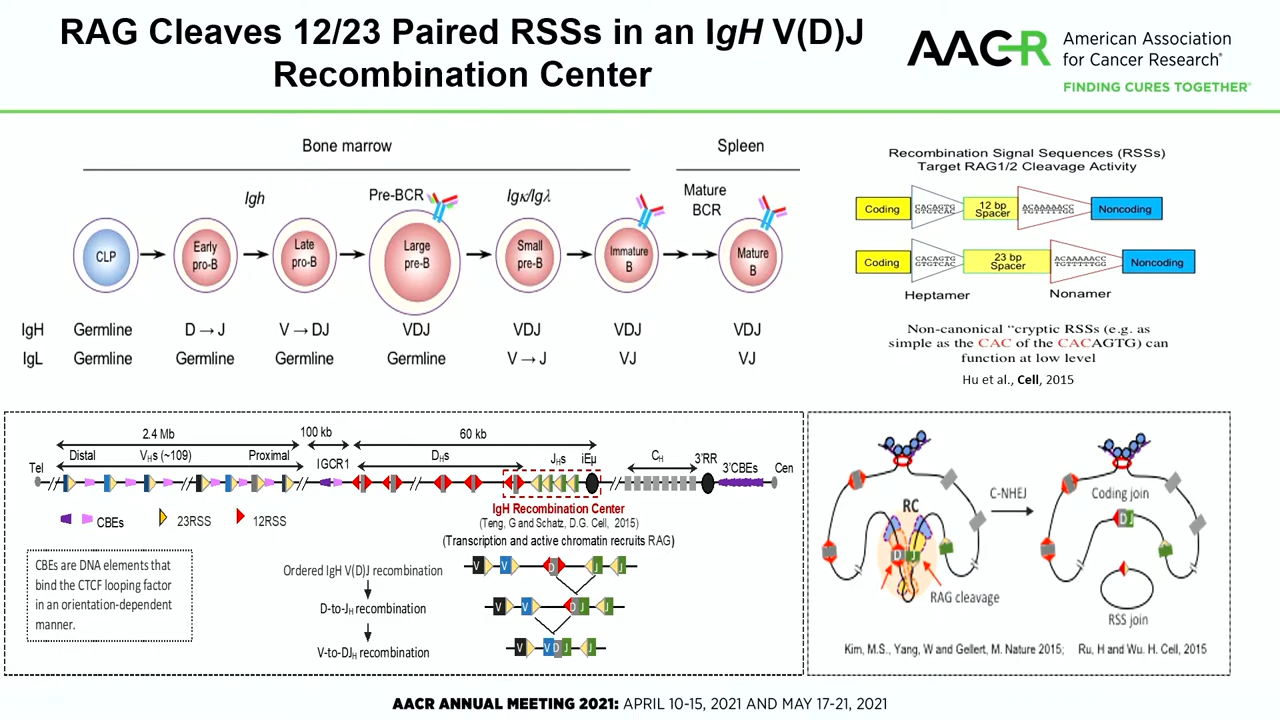 RAG Cleaves 12/23 Paired RSSs in an IgH V(D)J
Recombination Center
AACR American Association
for Cancer Research®
FINDING CURES TOGETHER®
Bone marrow
Spleen
Igh
Pre-BCR
Igκ/Igλ
Mature
BCR
CLP
Early
pro-B
Late
pro-B
Large
pre-B
Small
pre-B
Immature
B
Mature
B
IgH Germline D → J V → DJ VDJ VDJ VDJ VDJ
IgL Germline Germline Germline Germline V → J VJ VJ
Recombination Signal Sequences (RSSs)
Target RAG1/2 Cleavage Activity
Coding
CACAGTG
GTGTCAC
12 bp
Spacer
ACAAAAACC
TGTTTTTGG
Noncoding
Coding
CACAGTG
GTGTCAC
23 bp
Spacer
ACAAAAACC
TGTTTTTGG
Noncoding
Heptamer
Nonamer
Non-canonical “cryptic RSSs (e.g. as
simple as the CAC of the CACAGTG) can
function at low level
Hu et al., Cell, 2015
2.4 Mb
100 kb
60 kb
Distal
VHs (~109)
Proximal
IGCR1
DHs
JHs
iEμ
CH
3'RR
3'CBEs
Tel
Cen
CBEs
23RSS
12RSS
IgH Recombination Center
(Teng, G and Schatz, D.G. Cell, 2015)
(Transcription and active chromatin recruits RAG)
CBEs are DNA elements that
bind the CTCF looping factor
in an orientation-dependent
manner.
Ordered IgH V(D)J recombination
V V D J J
D-to-JH recombination
V V D J J
V-to-DJH recombination
V V D J J
RC
D J
RAG cleavage
C-NHEJ
Coding join
D J
RSS join
Kim, M.S., Yang, W and Gellert, M. Nature 2015; Ru, H and Wu. H. Cell, 2015
AACR ANNUAL MEETING 2021: APRIL 10-15, 2021 AND MAY 17-21, 2021